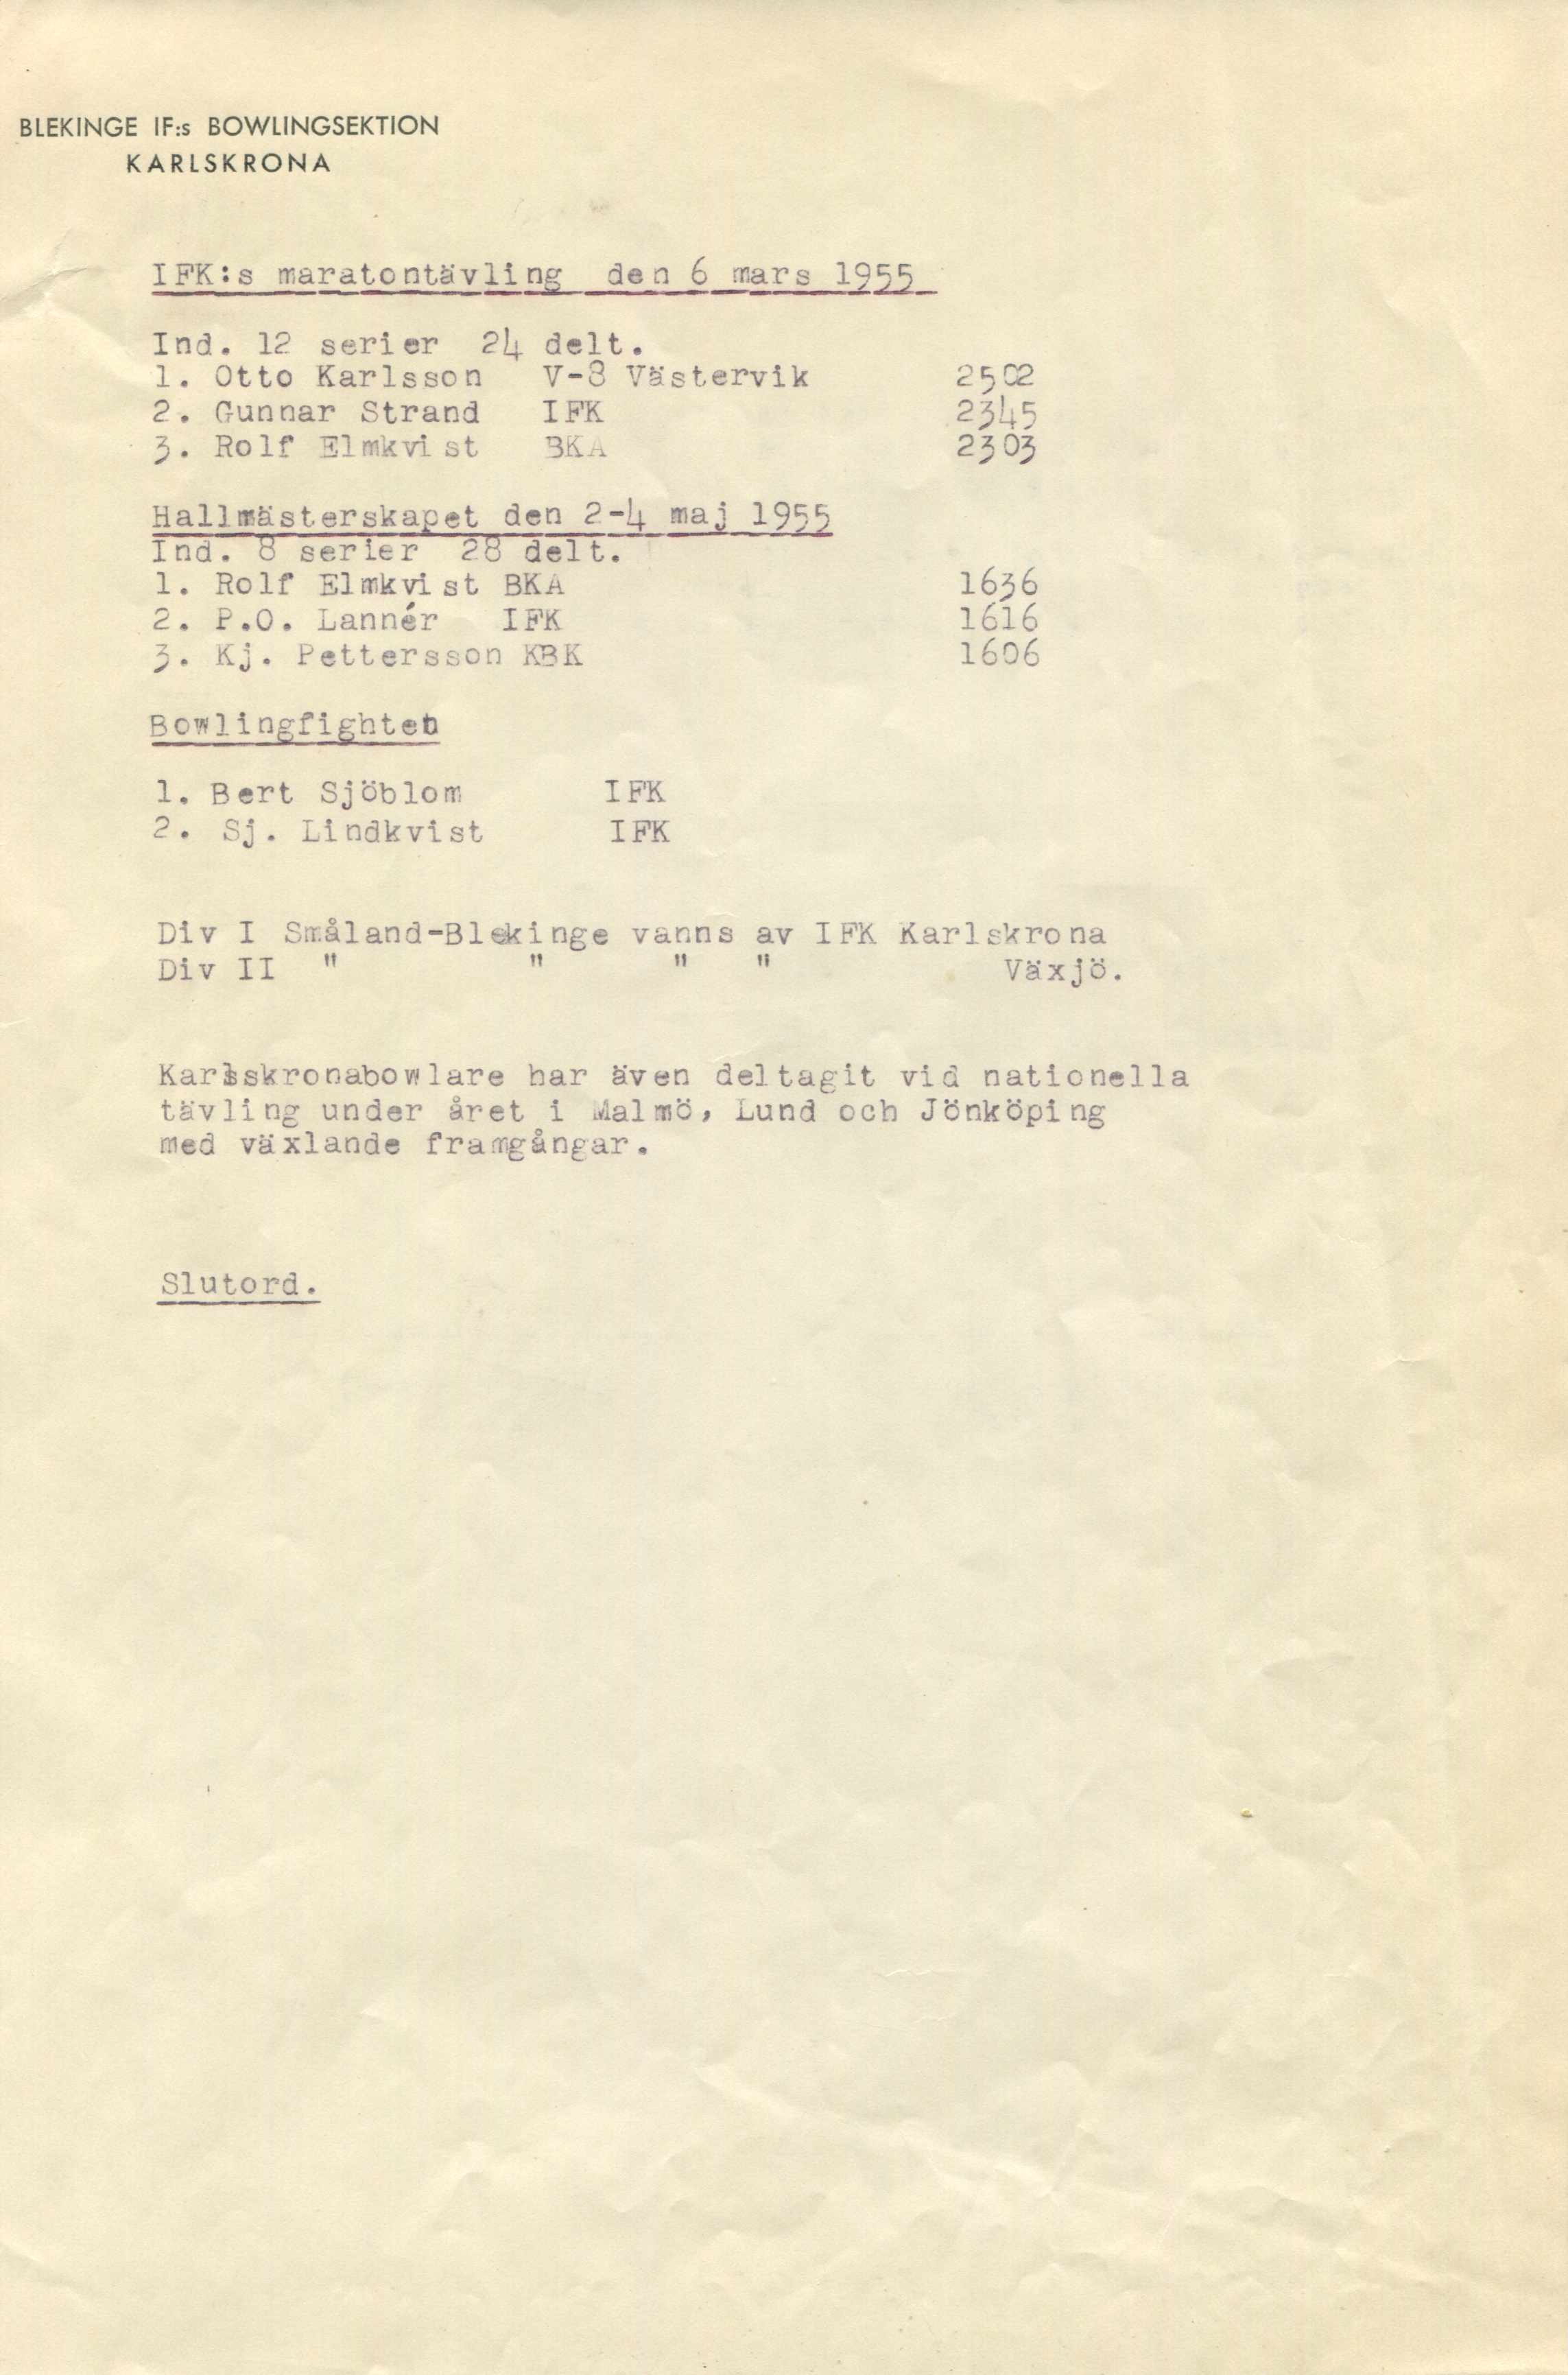 BLEKINGE IF:s BOWLINGSEKTION
KARLSKRONA
IFK:s maratontävling den 6 mars 1955
Ind. 12 serier 24 delt.
1. Otto Karlsson V-8 Västervik 2502
2. Gunnar Strand IFK 2345
3. Rolf Elmkvist BKA 2303
Hallmästerskapet den 2-4 maj 1955
Ind. 8 serier 28 delt.
1. Rolf Elmkvist BKA 1636
2. P.O. Lannér IFK 1616
3. Kj. Pettersson KBK 1606
Bowlingfighten
1. Bert Sjöblom IFK
2. Sj. Lindkvist IFK
Div I Småland-Blekinge vanns av IFK Karlskrona
Div II " " " " Växjö.
Karlskronabowlare har även deltagit vid nationella
tävling under året i Malmö, Lund och Jönköping
med växlande framgångar.
Slutord.